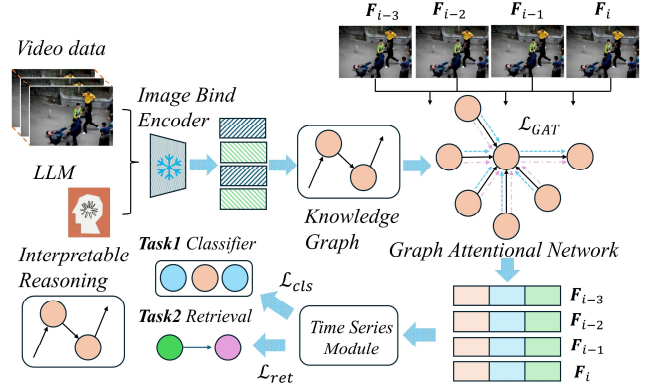 F_{i-3} F_{i-2} F_{i-1} F_i
Video data
Image Bind
Encoder
L_{GAT}
LLM
Knowledge
Graph
Graph Attentional Network
Interpretable
Reasoning
Task1 Classifier
L_{cls}
Task2 Retrieval
L_{ret}
Time Series
Module
F_{i-3}
F_{i-2}
F_{i-1}
F_i